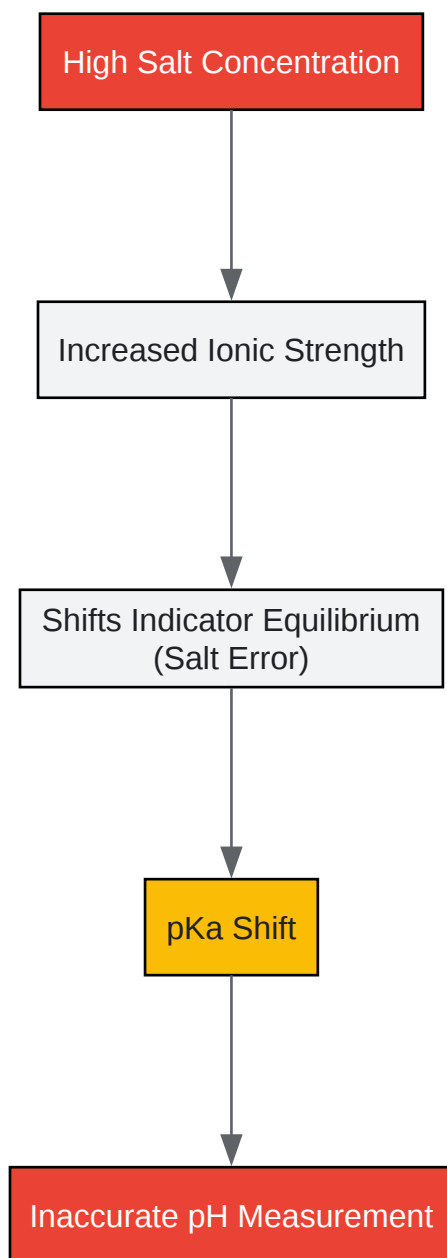 High Salt Concentration
Increased Ionic Strength
Shifts Indicator Equilibrium
(Salt Error)
pKa Shift
Inaccurate pH Measurement